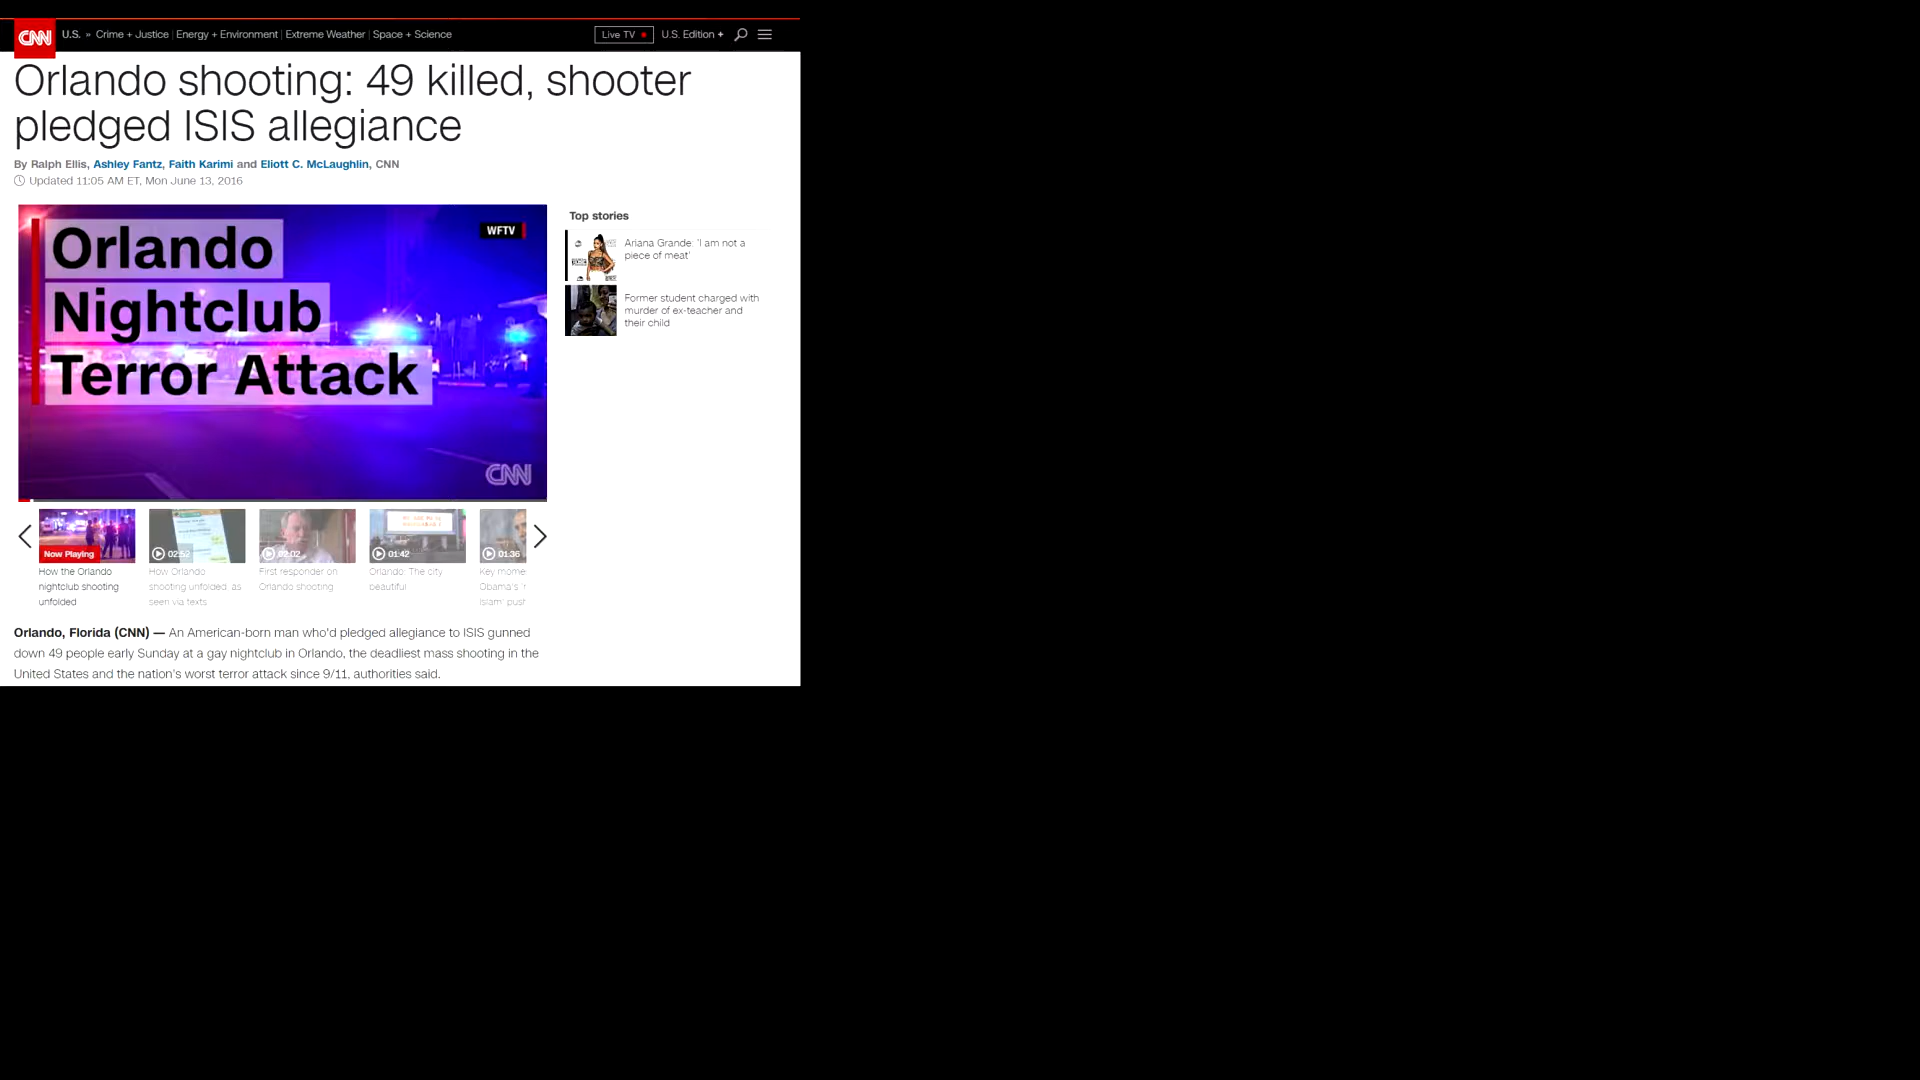 CNN
U.S. » Crime + Justice | Energy + Environment | Extreme Weather | Space + Science
Live TV
U.S. Edition +
Orlando shooting: 49 killed, shooter
pledged ISIS allegiance
By Ralph Ellis, Ashley Fantz, Faith Karimi and Eliott C. McLaughlin, CNN
Updated 11:05 AM ET, Mon June 13, 2016
Orlando
Nightclub
Terror Attack
WFTV
CNN
Top stories
Ariana Grande: 'I am not a
piece of meat'
Former student charged with
murder of ex-teacher and
their child
Now Playing
How the Orlando
nightclub shooting
unfolded
02:52
How Orlando
shooting unfolded, as
seen via texts
02:02
First responder on
Orlando shooting
01:42
Orlando: The city
beautiful
01:36
Key mome
Obama's 'r
Islam' push
Orlando, Florida (CNN) — An American-born man who'd pledged allegiance to ISIS gunned
down 49 people early Sunday at a gay nightclub in Orlando, the deadliest mass shooting in the
United States and the nation's worst terror attack since 9/11, authorities said.